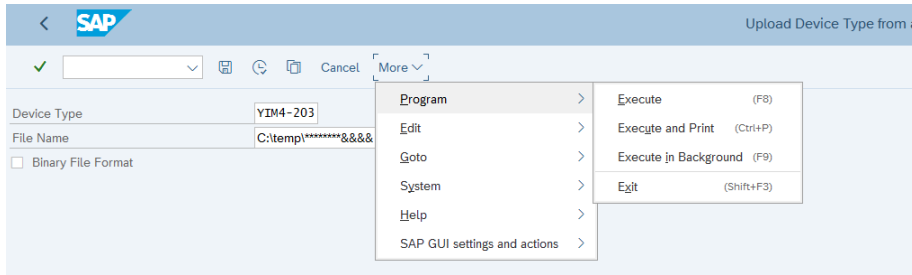 SAP
Upload Device Type from
Cancel More
Program
Execute (F8)
Device Type YIM4-203
Edit
Execute and Print (Ctrl+P)
File Name C:\temp\********&&&&
Goto
Execute in Background (F9)
Binary File Format
System
Exit (Shift+F3)
Help
SAP GUI settings and actions